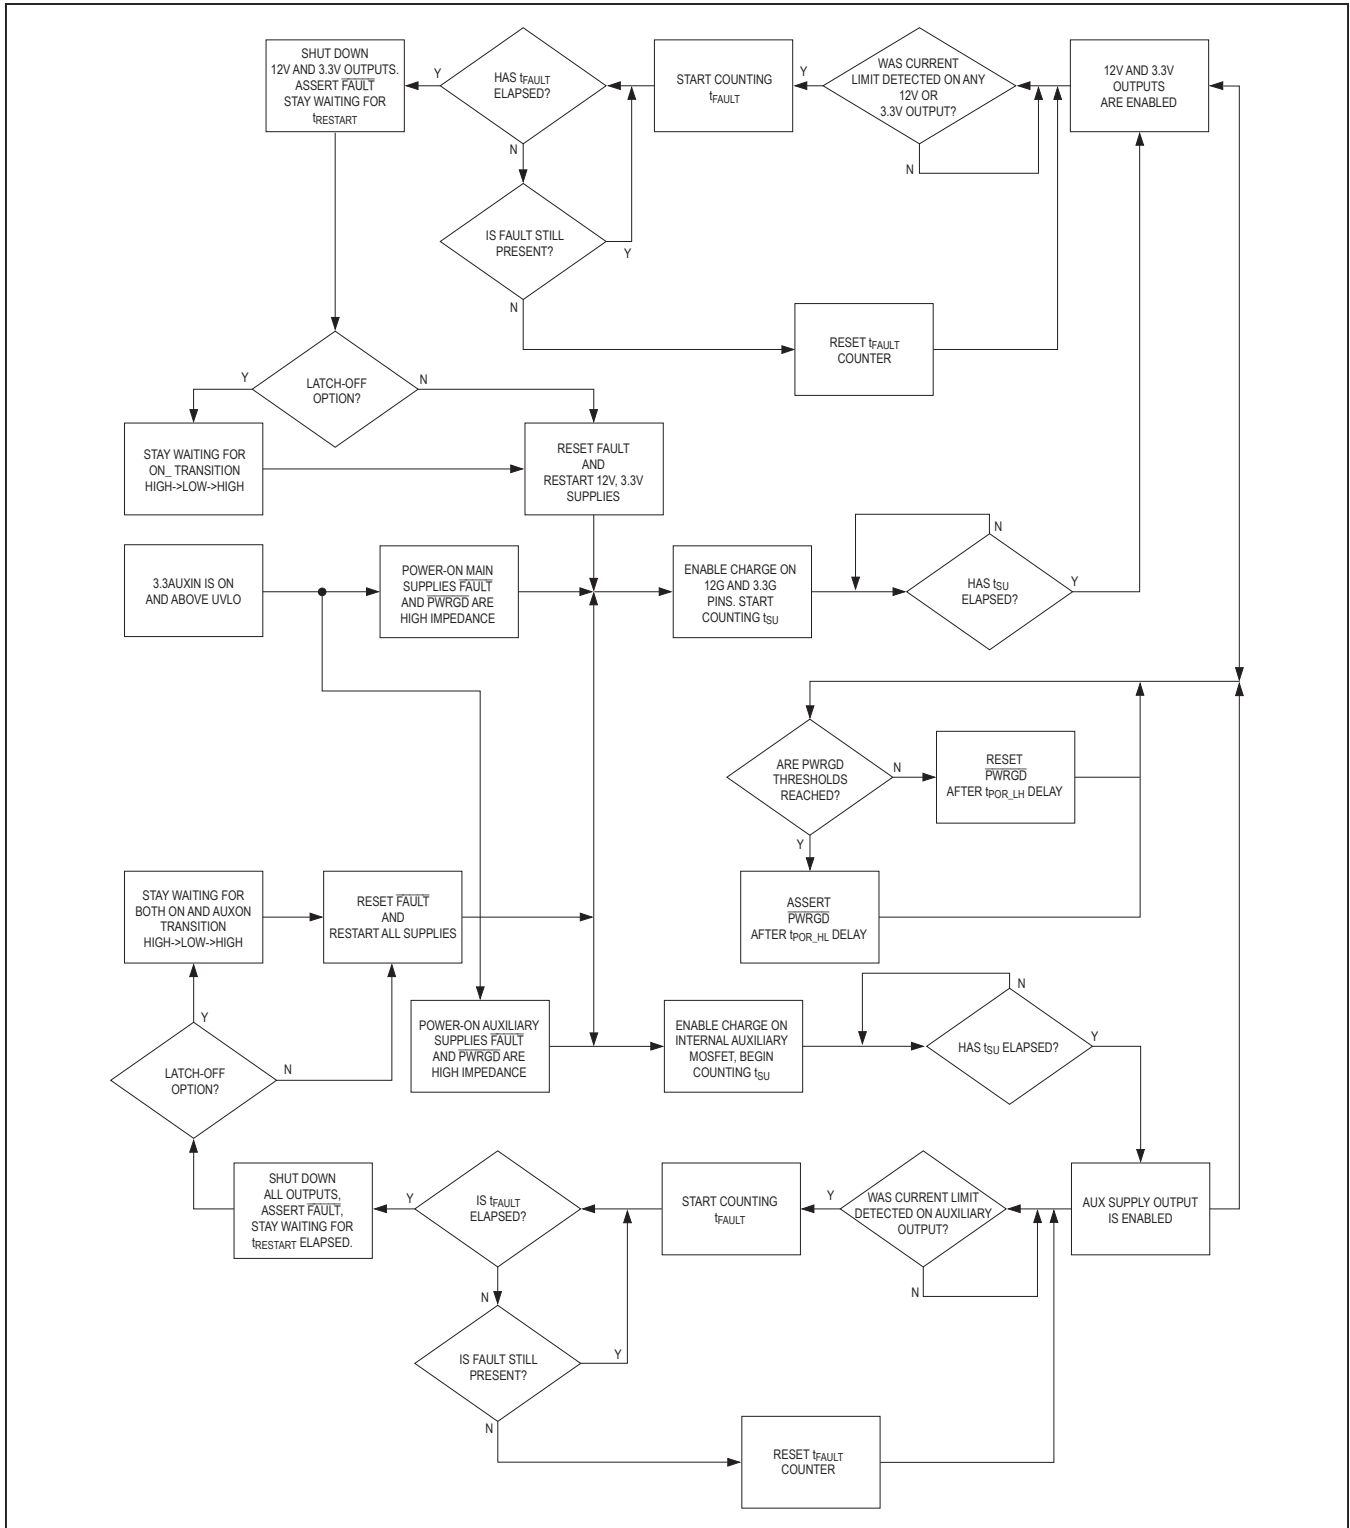 SHUT DOWN
12V AND 3.3V OUTPUTS.
ASSERT FAULT
STAY WAITING FOR
tRESTART
Y
HAS tFAULT
ELAPSED?
N
START COUNTING
tFAULT
Y
WAS CURRENT
LIMIT DETECTED ON ANY
12V OR
3.3V OUTPUT?
N
12V AND 3.3V
OUTPUTS
ARE ENABLED
IS FAULT STILL
PRESENT?
Y
N
RESET tFAULT
COUNTER
Y
LATCH-OFF
OPTION?
N
STAY WAITING FOR
ON_ TRANSITION
HIGH->LOW->HIGH
RESET FAULT
AND
RESTART 12V, 3.3V
SUPPLIES
3.3AUXIN IS ON
AND ABOVE UVLO
POWER-ON MAIN
SUPPLIES FAULT
AND PWRGD ARE
HIGH IMPEDANCE
ENABLE CHARGE ON
12G AND 3.3G
PINS. START
COUNTING tSU
N
HAS tSU
ELAPSED?
Y
ARE PWRGD
THRESHOLDS
REACHED?
N
Y
RESET
PWRGD
AFTER tPOR_LH DELAY
ASSERT
PWRGD
AFTER tPOR_HL DELAY
STAY WAITING FOR
BOTH ON AND AUXON
TRANSITION
HIGH->LOW->HIGH
RESET FAULT
AND
RESTART ALL SUPPLIES
POWER-ON AUXILIARY
SUPPLIES FAULT
AND PWRGD ARE
HIGH IMPEDANCE
ENABLE CHARGE ON
INTERNAL AUXILIARY
MOSFET, BEGIN
COUNTING tSU
N
HAS tSU ELAPSED?
Y
Y
LATCH-OFF
OPTION?
N
SHUT DOWN
ALL OUTPUTS,
ASSERT FAULT,
STAY WAITING FOR
tRESTART ELAPSED.
Y
IS tFAULT
ELAPSED?
N
START COUNTING
tFAULT
Y
WAS CURRENT LIMIT
DETECTED ON AUXILIARY
OUTPUT?
N
AUX SUPPLY OUTPUT
IS ENABLED
IS FAULT STILL
PRESENT?
Y
N
RESET tFAULT
COUNTER